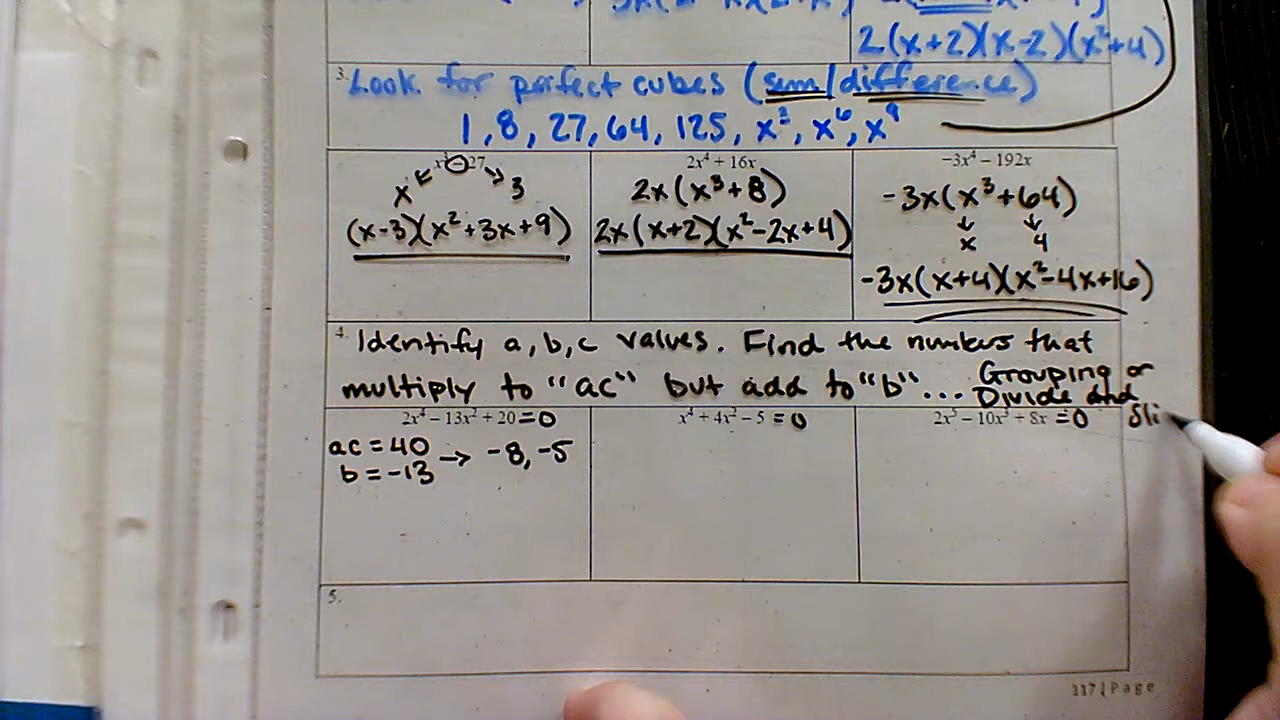 2(x+2)(x-2)(x²+4)
3. Look for perfect cubes (sum/difference)
1, 8, 27, 64, 125, x³, x⁶, x⁹
x³ - 27
x 3
(x-3)(x²+3x+9)
2x⁴ + 16x
2x(x³+8)
2x(x+2)(x²-2x+4)
-3x⁴ - 192x
-3x(x³+64)
x 4
-3x(x+4)(x²-4x+16)
4. Identify a, b, c values. Find the numbers that
multiply to "ac" but add to "b"... Grouping or
Divide and
sli
2x⁴ - 13x² + 20 = 0
ac = 40
b = -13 → -8, -5
x⁴ + 4x² - 5 = 0
2x⁵ - 10x³ + 8x = 0
5.
117 | Page